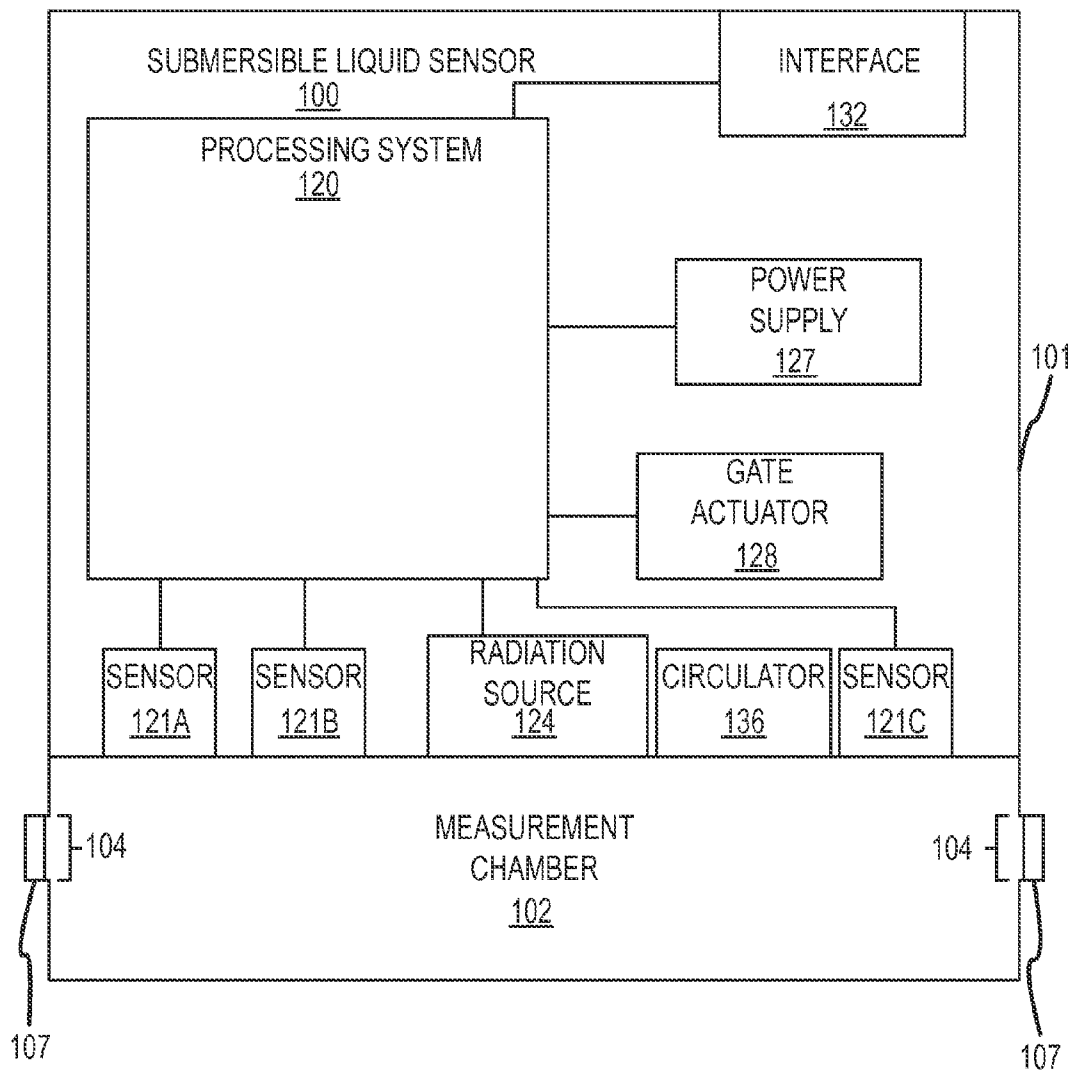 SUBMERSIBLE LIQUID SENSOR
100
INTERFACE
132
PROCESSING SYSTEM
120
POWER
SUPPLY
127
101
GATE
ACTUATOR
128
SENSOR
121A
SENSOR
121B
RADIATION
SOURCE
124
CIRCULATOR
136
SENSOR
121C
104
MEASUREMENT
CHAMBER
102
104
107
107